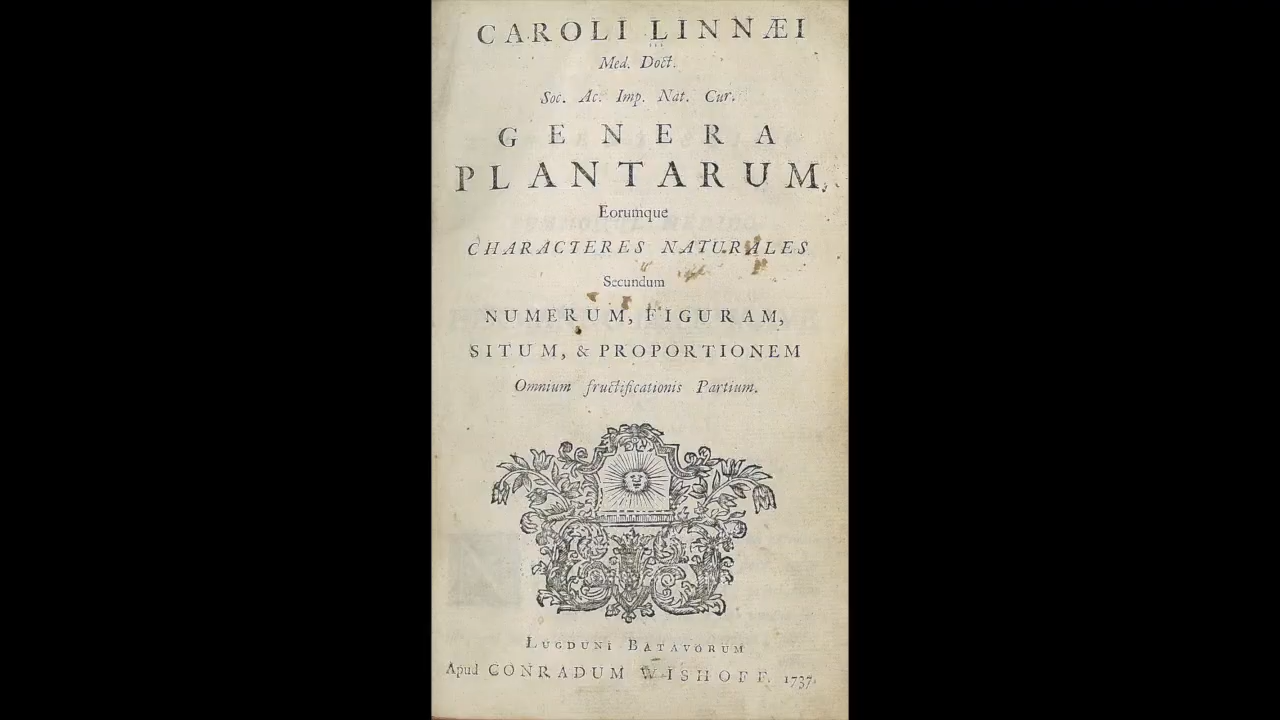 CAROLI LINNÆI
Med. Doct.
Soc. Ac. Imp. Nat. Cur.
GENERA
PLANTARUM,
Eorumque
CHARACTERES NATURALES
Secundum
NUMERUM, FIGURAM,
SITUM, & PROPORTIONEM
Omnium fructificationis Partium.
LUGDUNI BATAVORUM
Apud CONRADUM WISHOFF. 1737.